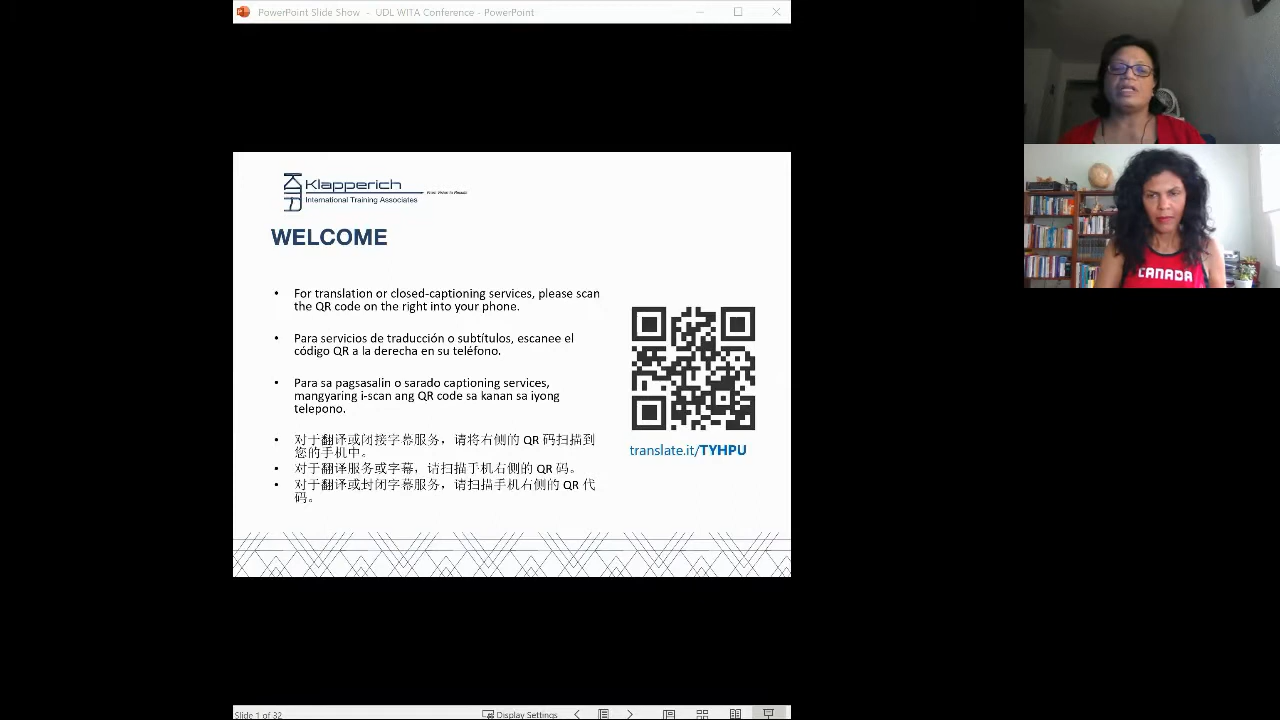 PowerPoint Slide Show - UDL WITA Conference - PowerPoint
Klapperich
International Training Associates
WELCOME
• For translation or closed-captioning services, please scan
the QR code on the right into your phone.
• Para servicios de traducción o subtítulos, escanee el
código QR a la derecha en su teléfono.
• Para sa pagsasalin o sarado captioning services,
mangyaring i-scan ang QR code sa kanan sa iyong
telepono.
• 对于翻译或闭接字幕服务，请将右侧的 QR 码扫描到
您的手机中。
• 对于翻译服务或字幕，请扫描手机右侧的 QR 码。
• 对于翻译或封闭字幕服务，请扫描手机右侧的 QR 代
码。
translate.it/TYHPU
CANADA
Slide 1 of 32
Display Settings